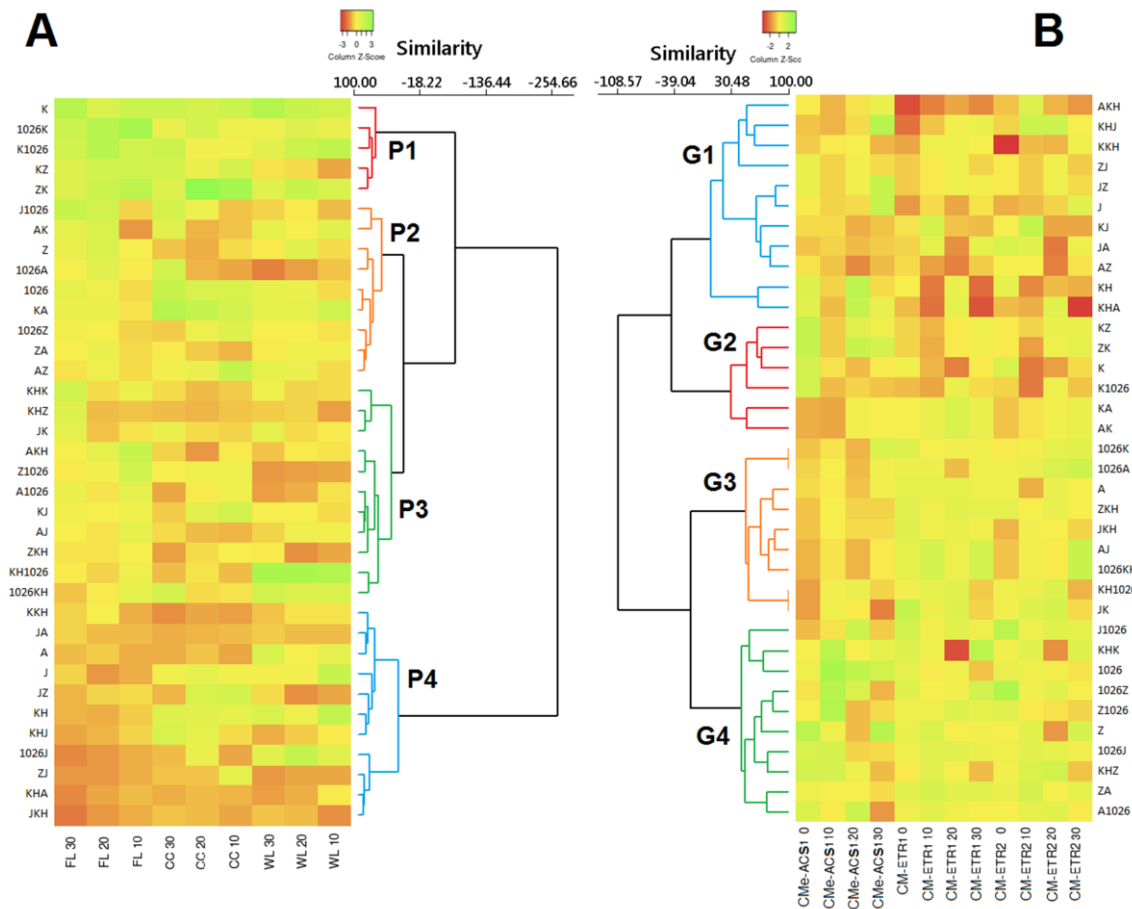 A
-3 0 3
Column Z-Score
Similarity
100.00 -18.22 -136.44 -254.66
K
1026K
K1026
KZ
ZK
J1026
AK
Z
1026A
1026
KA
1026Z
ZA
AZ
KHK
KHZ
JK
AKH
Z1026
A1026
KJ
AJ
ZKH
KH1026
1026KH
KKH
JA
A
J
JZ
KH
KHJ
1026J
ZJ
KHA
JKH
P1
P2
P3
P4
FL 30
FL 20
FL 10
CC 30
CC 20
CC 10
WL 30
WL 20
WL 10
B
-2 2
Column Z-Scc
Similarity
-108.57 -39.04 30.48 100.00
G1
G2
G3
G4
AKH
KHJ
KKH
ZJ
JZ
J
KJ
JA
AZ
KH
KHA
KZ
ZK
K
K1026
KA
AK
1026K
1026A
A
ZKH
JKH
AJ
1026KH
KH1026
JK
J1026
KHK
1026
1026Z
Z1026
Z
1026J
KHZ
ZA
A1026
CMe-ACS1 0
CMe-ACS110
CMe-ACS120
CMe-ACS130
CM-ETR1 0
CM-ETR1 10
CM-ETR1 20
CM-ETR1 30
CM-ETR2 0
CM-ETR2 10
CM-ETR2 20
CM-ETR2 30